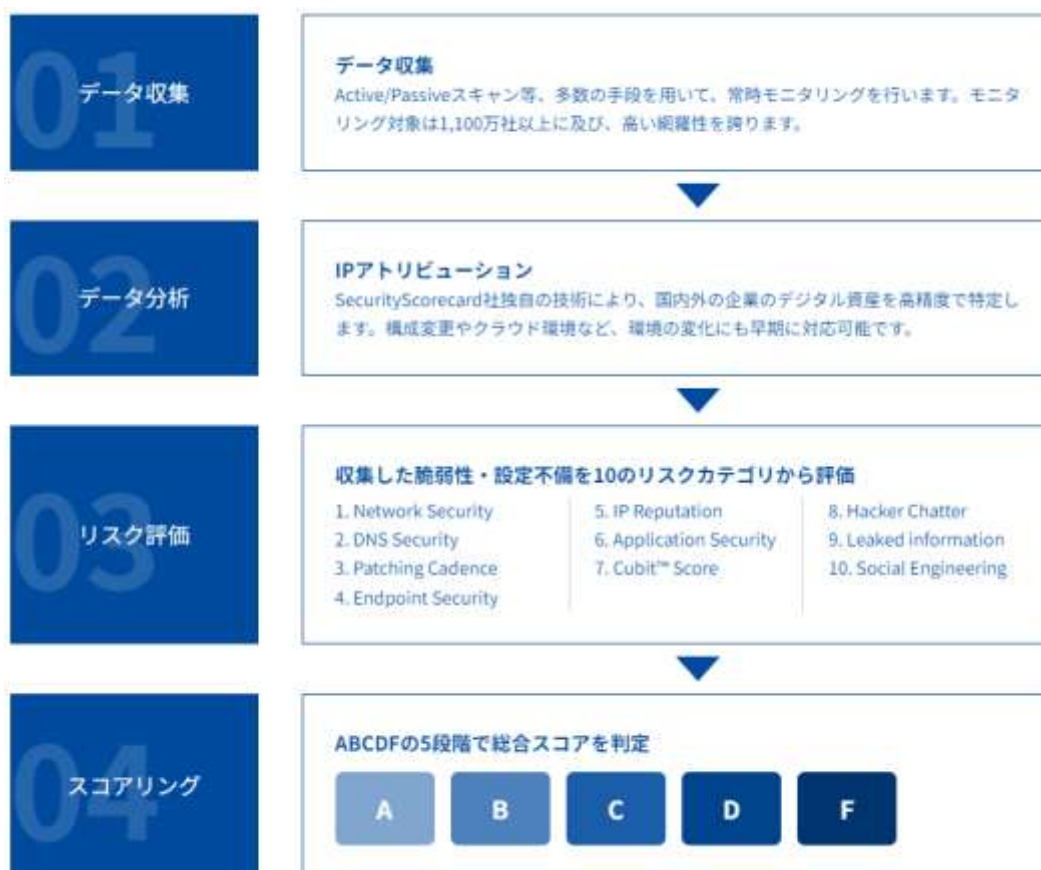 01
データ収集
データ収集
Active/Passiveスキャン等、多数の手段を用いて、常時モニタリングを行います。モニタ
リング対象は1,100万社以上に及び、高い網羅性を誇ります。
02
データ分析
IPアトリビューション
SecurityScorecard社独自の技術により、国内外の企業のデジタル資産を高精度で特定し
ます。構成変更やクラウド環境など、環境の変化にも早期に対応可能です。
03
リスク評価
収集した脆弱性・設定不備を10のリスクカテゴリから評価
1. Network Security
2. DNS Security
3. Patching Cadence
4. Endpoint Security
5. IP Reputation
6. Application Security
7. Cubit™ Score
8. Hacker Chatter
9. Leaked information
10. Social Engineering
04
スコアリング
ABCDFの5段階で総合スコアを判定
A
B
C
D
F